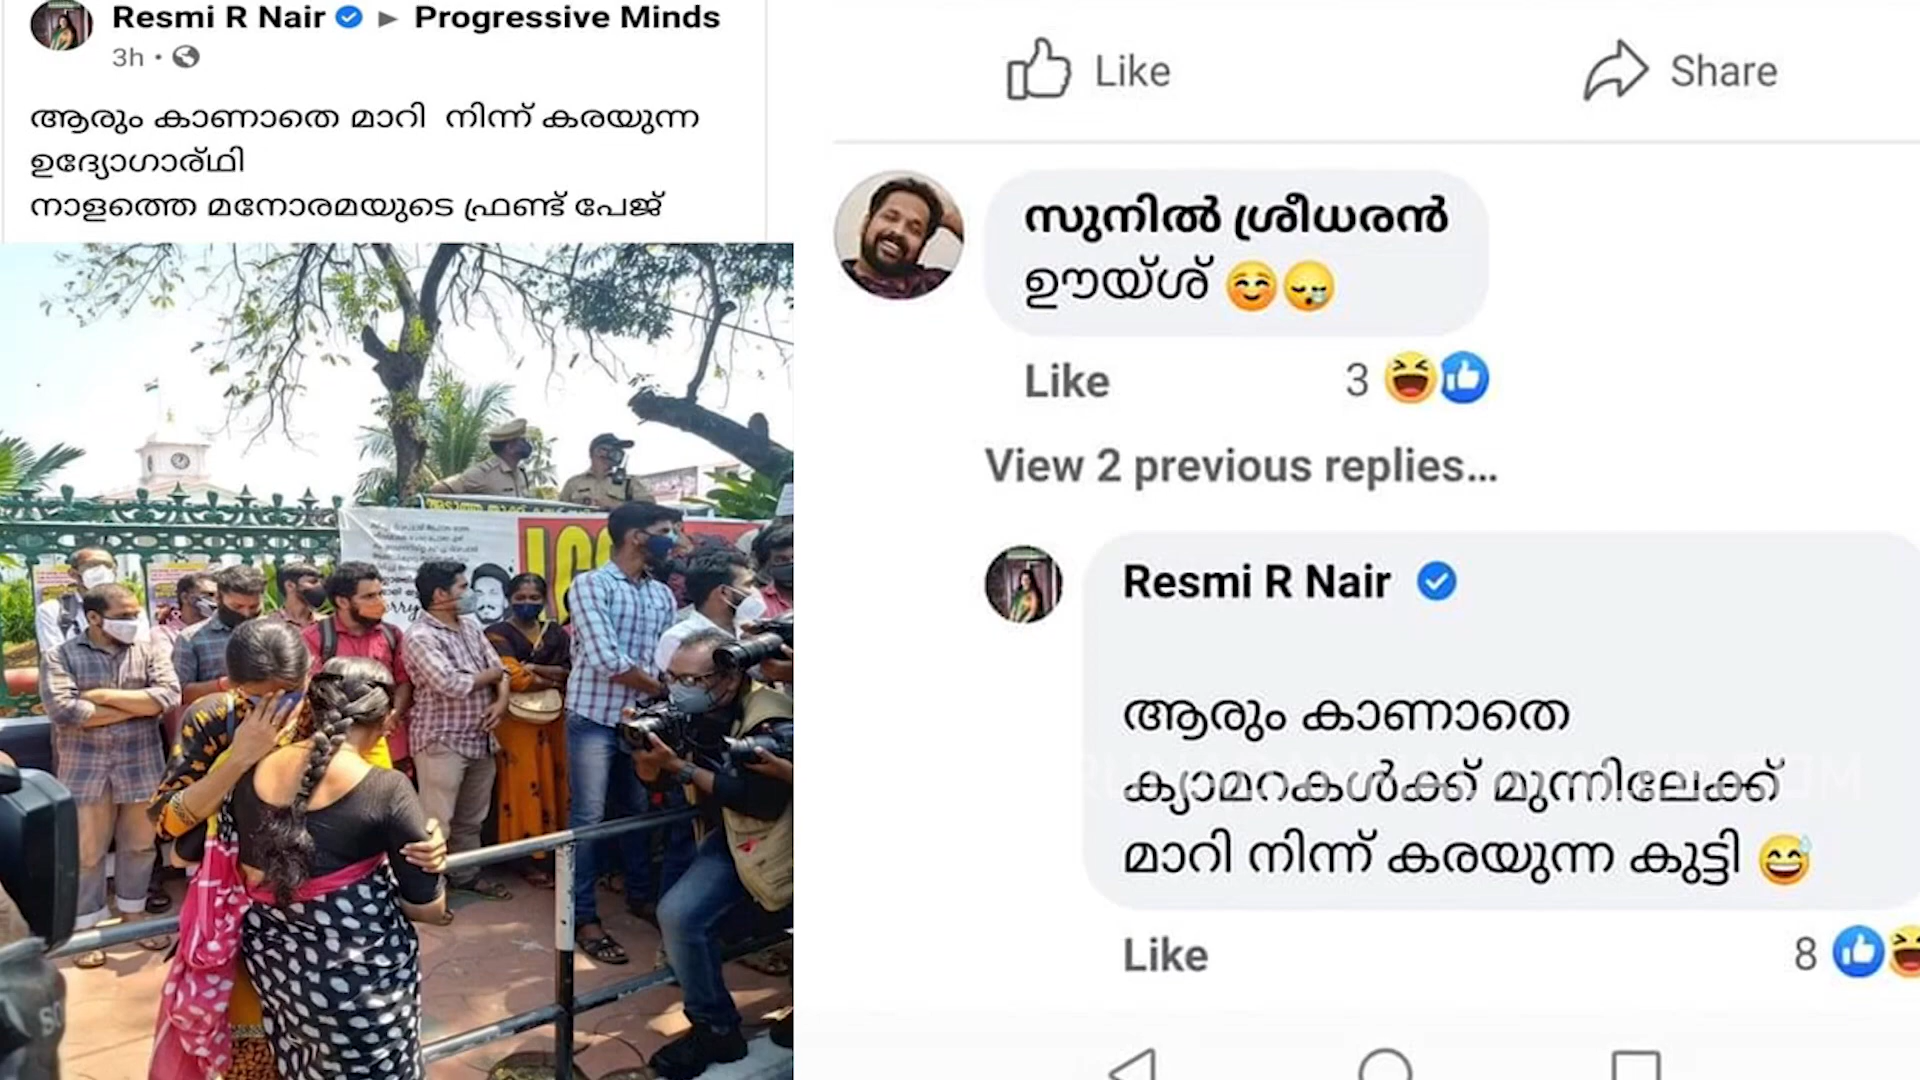 Resmi R Nair ▸ Progressive Minds
3h ·
ആരും കാണാതെ മാറി നിന്ന് കരയുന്ന
ഉദ്യോഗാര്ഥി
നാളത്തെ മനോരമയുടെ ഫ്രണ്ട് പേജ്
LGS
Like
Share
സുനിൽ ശ്രീധരൻ
ഊയ്ശ് ☺️😪
Like
3
View 2 previous replies...
Resmi R Nair
ആരും കാണാതെ
ക്യാമറകൾക്ക് മുന്നിലേക്ക്
മാറി നിന്ന് കരയുന്ന കുട്ടി 😅
Like
8